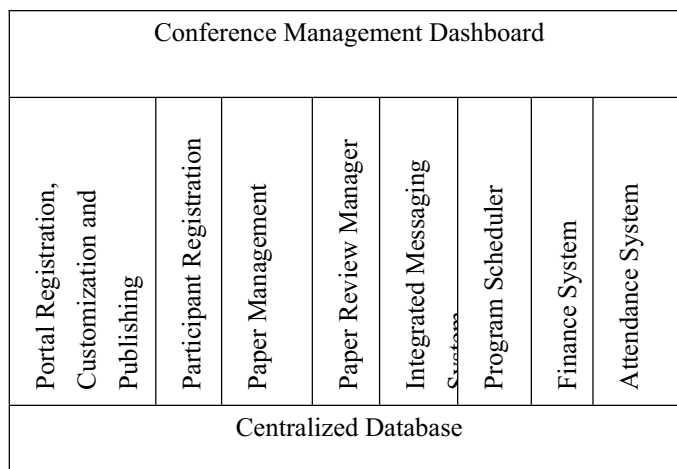 Conference Management Dashboard
Portal Registration,
Customization and
Publishing
Participant Registration
Paper Management
Paper Review Manager
Integrated Messaging
System
Program Scheduler
Finance System
Attendance System
Centralized Database